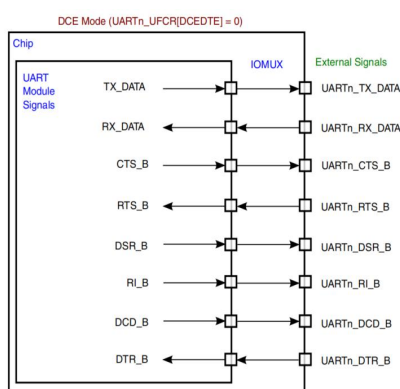 DCE Mode (UARTn_UFCR[DCEDTE] = 0)
Chip
IOMUX
External Signals
UART
Module
Signals
TX_DATA
UARTn_TX_DATA
RX_DATA
UARTn_RX_DATA
CTS_B
UARTn_CTS_B
RTS_B
UARTn_RTS_B
DSR_B
UARTn_DSR_B
RI_B
UARTn_RI_B
DCD_B
UARTn_DCD_B
DTR_B
UARTn_DTR_B